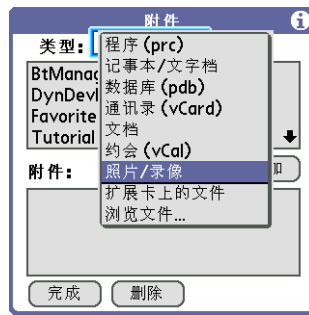 附件
类型:
程序 (prc)
记事本/文字档
BtManag
数据库 (pdb)
DynDevl
通讯录 (vCard)
Favorite
文档
Tutorial
约会 (vCal)
附件:
照片/录像
加
扩展卡上的文件
浏览文件...
完成
删除